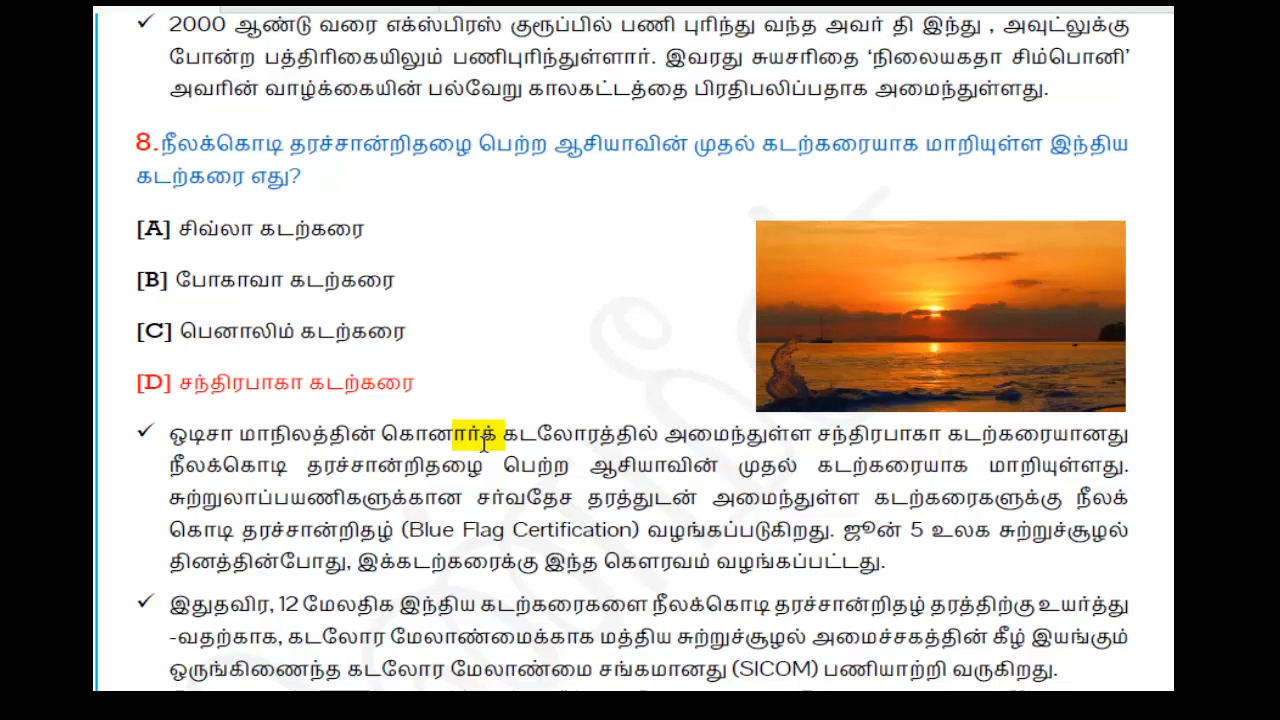 ✓ 2000 ஆண்டு வரை எக்ஸ்பிரஸ் குரூப்பில் பணி புரிந்து வந்த அவர் தி இந்து , அவுட்லுக்கு
போன்ற பத்திரிகையிலும் பணிபுரிந்துள்ளார். இவரது சுயசரிதை ‘நிலையகதா சிம்பொனி’
அவரின் வாழ்க்கையின் பல்வேறு காலகட்டத்தை பிரதிபலிப்பதாக அமைந்துள்ளது.
8.நீலக்கொடி தரச்சான்றிதழை பெற்ற ஆசியாவின் முதல் கடற்கரையாக மாறியுள்ள இந்திய
கடற்கரை எது?
[A] சிவ்லா கடற்கரை
[B] போகாவா கடற்கரை
[C] பெனாலிம் கடற்கரை
[D] சந்திரபாகா கடற்கரை
✓ ஒடிசா மாநிலத்தின் கொனார்க் கடலோரத்தில் அமைந்துள்ள சந்திரபாகா கடற்கரையானது
நீலக்கொடி தரச்சான்றிதழை பெற்ற ஆசியாவின் முதல் கடற்கரையாக மாறியுள்ளது.
சுற்றுலாப்பயணிகளுக்கான சர்வதேச தரத்துடன் அமைந்துள்ள கடற்கரைகளுக்கு நீலக்
கொடி தரச்சான்றிதழ் (Blue Flag Certification) வழங்கப்படுகிறது. ஜூன் 5 உலக சுற்றுச்சூழல்
தினத்தின்போது, இக்கடற்கரைக்கு இந்த கௌரவம் வழங்கப்பட்டது.
✓ இதுதவிர, 12 மேலதிக இந்திய கடற்கரைகளை நீலக்கொடி தரச்சான்றிதழ் தரத்திற்கு உயர்த்து
-வதற்காக, கடலோர மேலாண்மைக்காக மத்திய சுற்றுச்சூழல் அமைச்சகத்தின் கீழ் இயங்கும்
ஒருங்கிணைந்த கடலோர மேலாண்மை சங்கமானது (SICOM) பணியாற்றி வருகிறது.